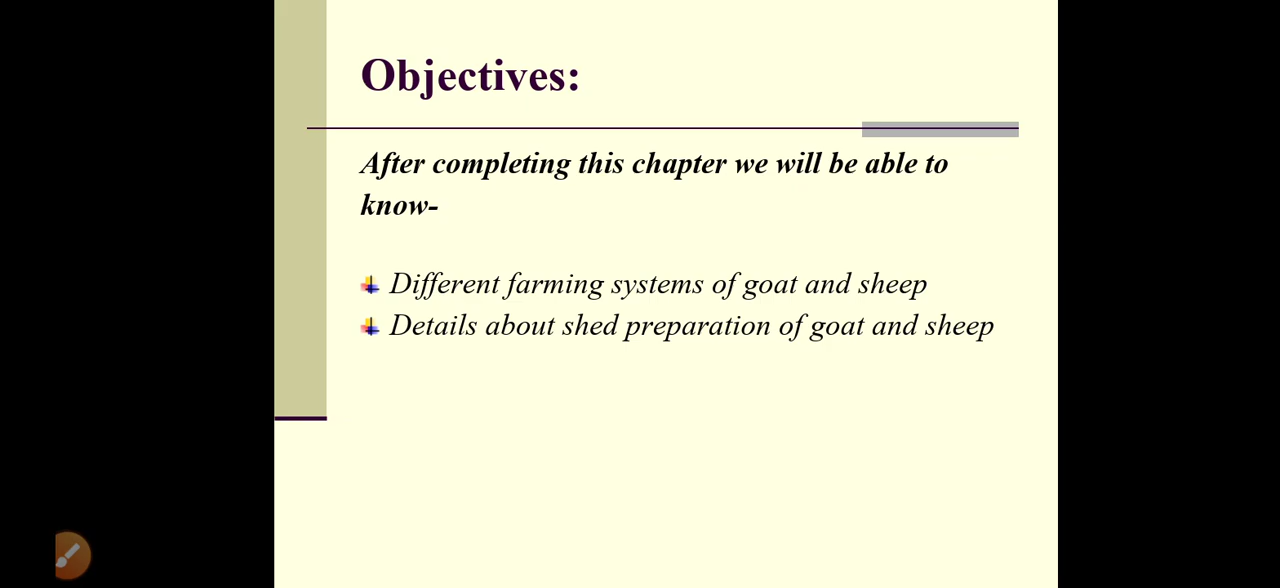 Objectives:
After completing this chapter we will be able to
know-
Different farming systems of goat and sheep
Details about shed preparation of goat and sheep